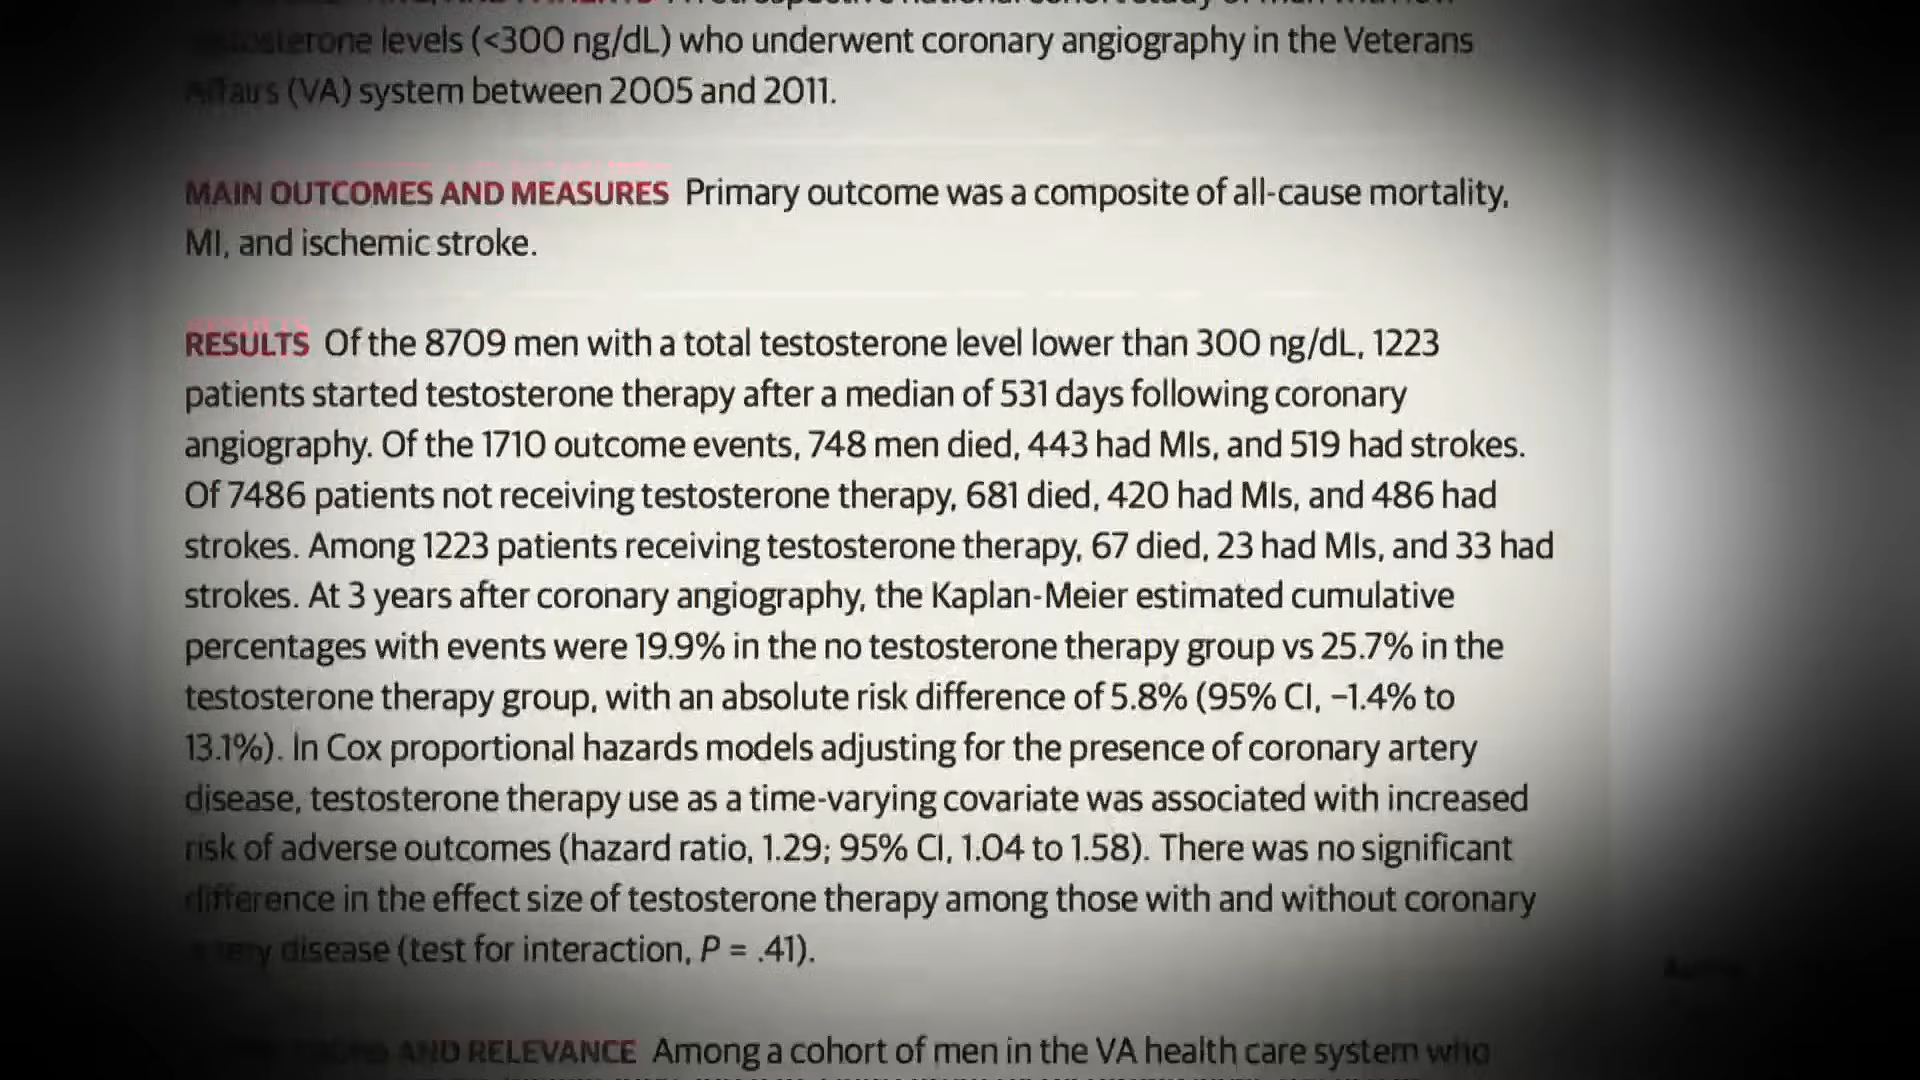 testosterone levels (<300 ng/dL) who underwent coronary angiography in the Veterans
Affairs (VA) system between 2005 and 2011.
MAIN OUTCOMES AND MEASURES Primary outcome was a composite of all-cause mortality,
MI, and ischemic stroke.
RESULTS Of the 8709 men with a total testosterone level lower than 300 ng/dL, 1223
patients started testosterone therapy after a median of 531 days following coronary
angiography. Of the 1710 outcome events, 748 men died, 443 had MIs, and 519 had strokes.
Of 7486 patients not receiving testosterone therapy, 681 died, 420 had MIs, and 486 had
strokes. Among 1223 patients receiving testosterone therapy, 67 died, 23 had MIs, and 33 had
strokes. At 3 years after coronary angiography, the Kaplan-Meier estimated cumulative
percentages with events were 19.9% in the no testosterone therapy group vs 25.7% in the
testosterone therapy group, with an absolute risk difference of 5.8% (95% CI, −1.4% to
13.1%). In Cox proportional hazards models adjusting for the presence of coronary artery
disease, testosterone therapy use as a time-varying covariate was associated with increased
risk of adverse outcomes (hazard ratio, 1.29; 95% CI, 1.04 to 1.58). There was no significant
difference in the effect size of testosterone therapy among those with and without coronary
artery disease (test for interaction, P = .41).
AND RELEVANCE Among a cohort of men in the VA health care system who